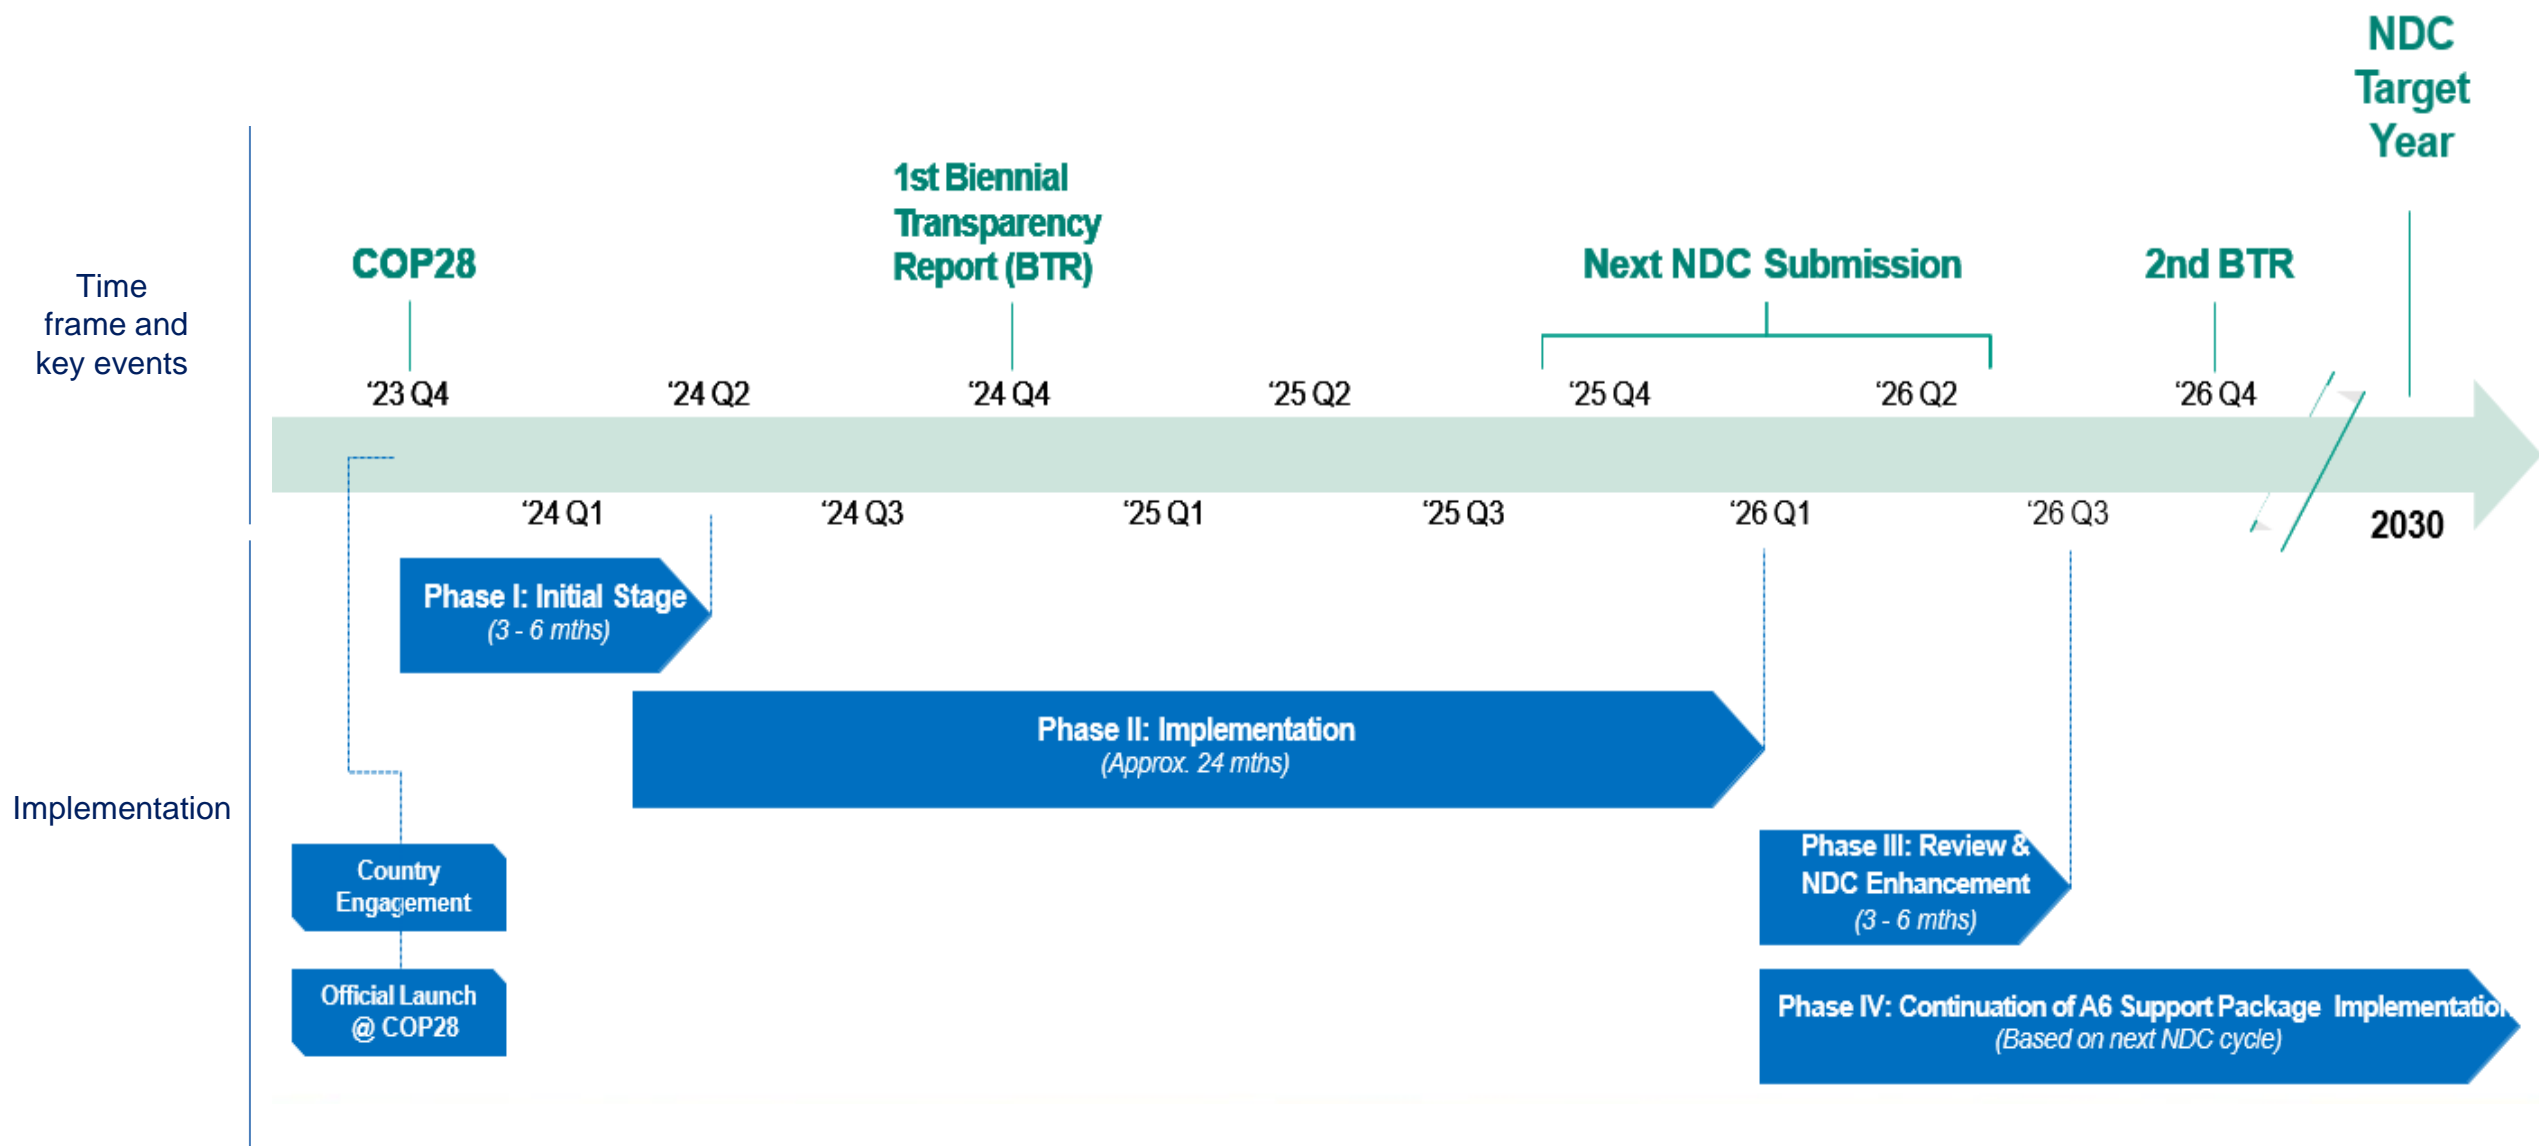 NDC
Target
Year
1st Biennial
Transparency
Report (BTR)
COP28
Next NDC Submission
2nd BTR
Time
frame and
key events
‘23 Q4
‘24 Q2
‘24 Q4
‘25 Q2
‘25 Q4
‘26 Q2
‘26 Q4
‘24 Q1
‘24 Q3
‘25 Q1
‘25 Q3
‘26 Q1
‘26 Q3
2030
Phase I: Initial Stage
(3 - 6 mths)
Phase II: Implementation
(Approx. 24 mths)
Implementation
Phase III: Review &
NDC Enhancement
(3 - 6 mths)
Country
Engagement
Official Launch
@ COP28
Phase IV: Continuation of A6 Support Package Implementation
(Based on next NDC cycle)